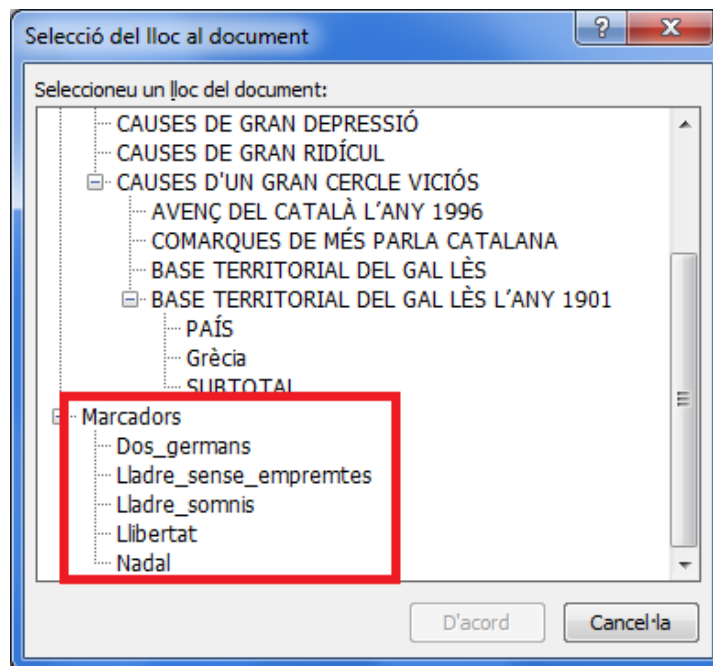 Selecció del lloc al document
Seleccioneu un lloc del document:
CAUSES DE GRAN DEPRESSIÓ
CAUSES DE GRAN RIDÍCUL
CAUSES D'UN GRAN CERCLE VICIÓS
AVENÇ DEL CATALÀ L’ANY 1996
COMARQUES DE MÉS PARLA CATALANA
BASE TERRITORIAL DEL GAL LÈS
BASE TERRITORIAL DEL GAL LÈS L’ANY 1901
PAÍS
Grècia
SUBTOTAL
Marcadors
Dos_germans
Lladre_sense_empremtes
Lladre_somnis
Llibertat
Nadal
D'acord Cancel·la